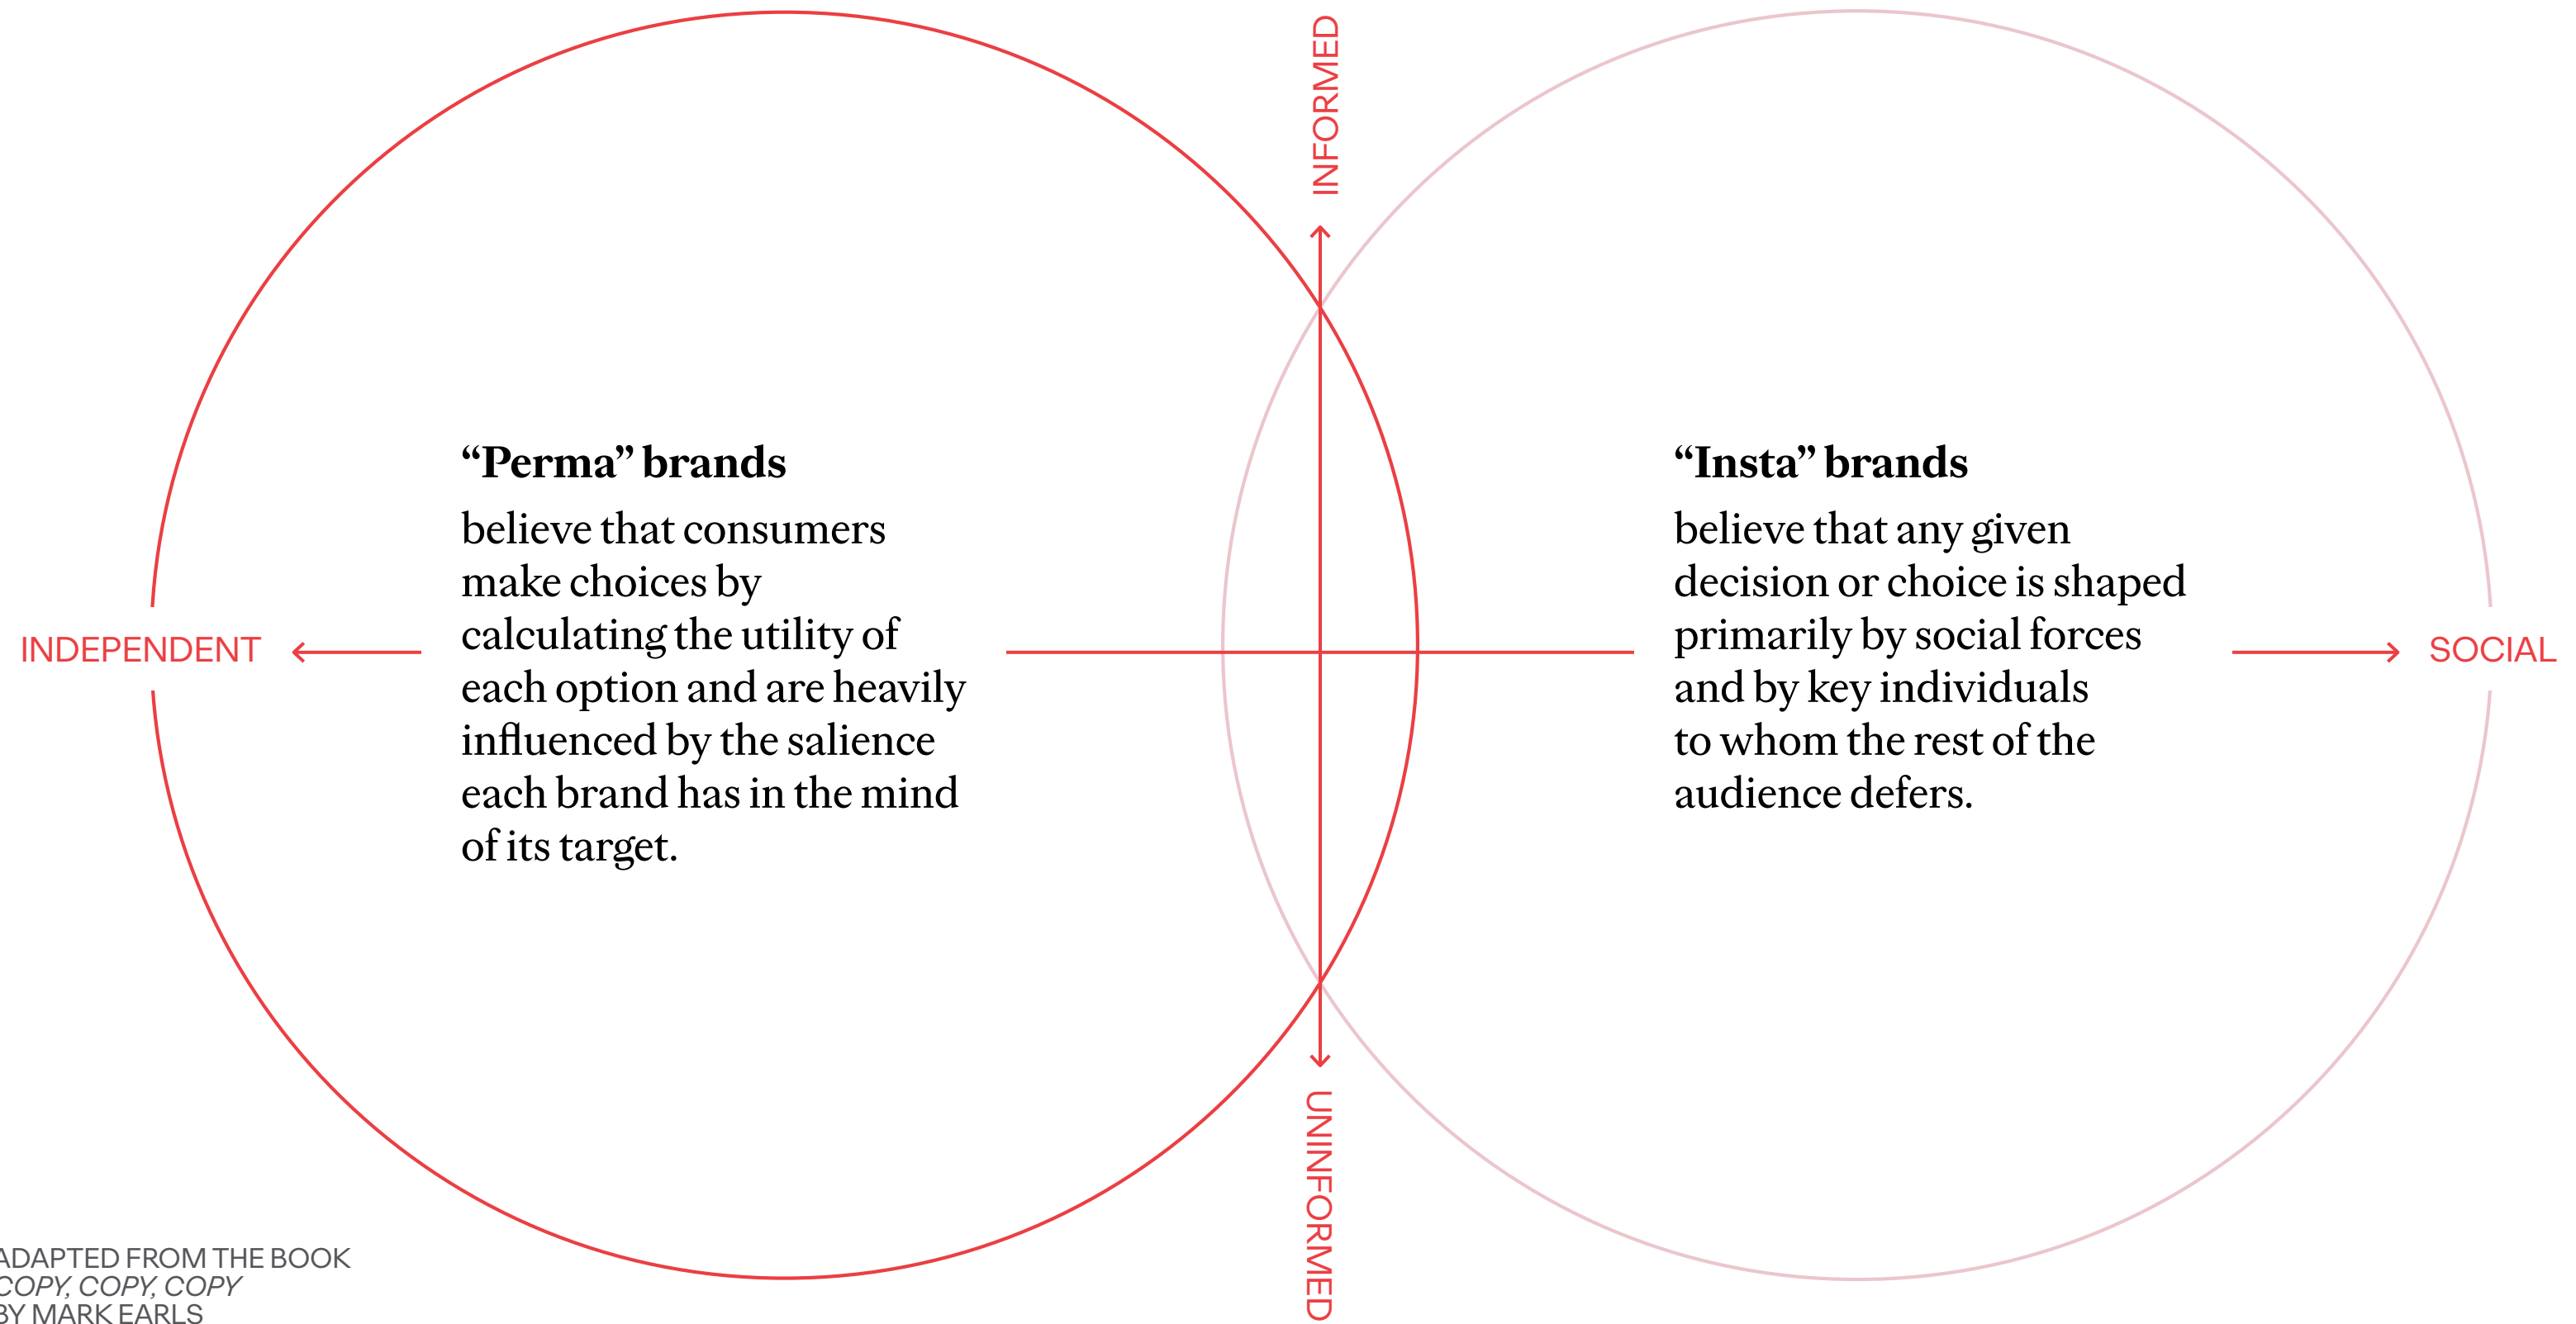 INFORMED
“Perma” brands
believe that consumers
make choices by
calculating the utility of
each option and are heavily
influenced by the salience
each brand has in the mind
of its target.
“Insta” brands
believe that any given
decision or choice is shaped
primarily by social forces
and by key individuals
to whom the rest of the
audience defers.
INDEPENDENT
SOCIAL
UNINFORMED
ADAPTED FROM THE BOOK
COPY, COPY, COPY
BY MARK EARLS